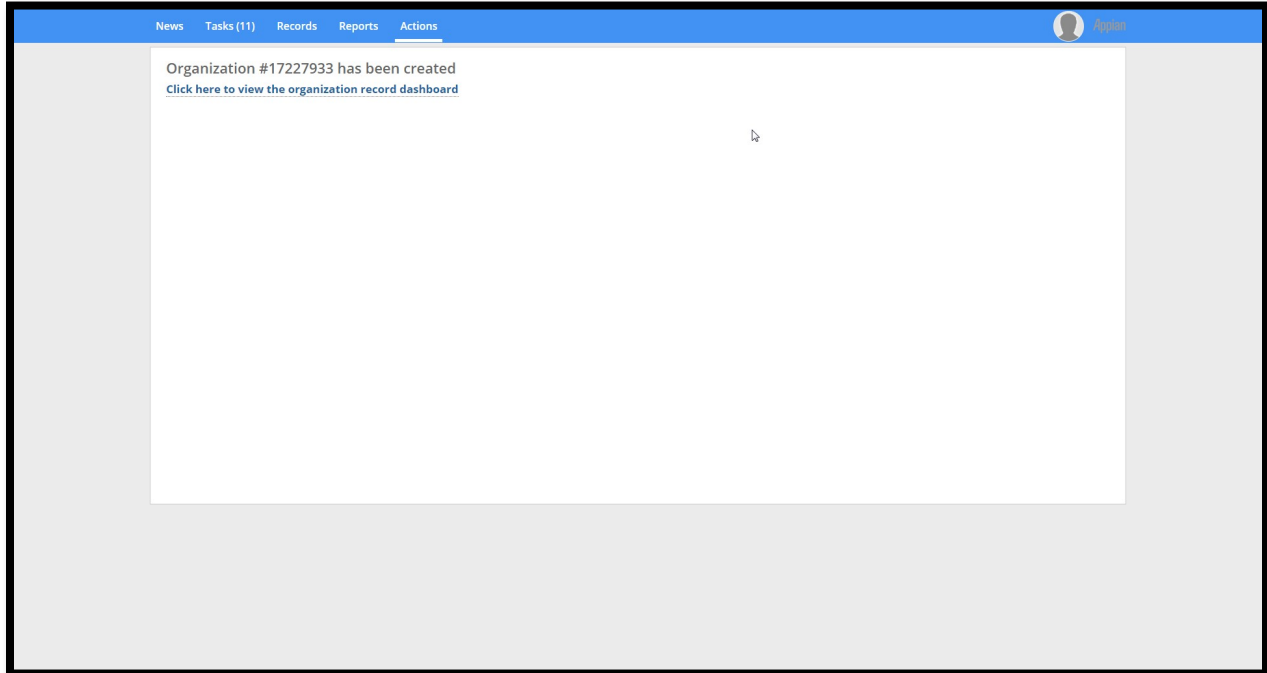 News Tasks (11) Records Reports Actions Appian
Organization #17227933 has been created
Click here to view the organization record dashboard